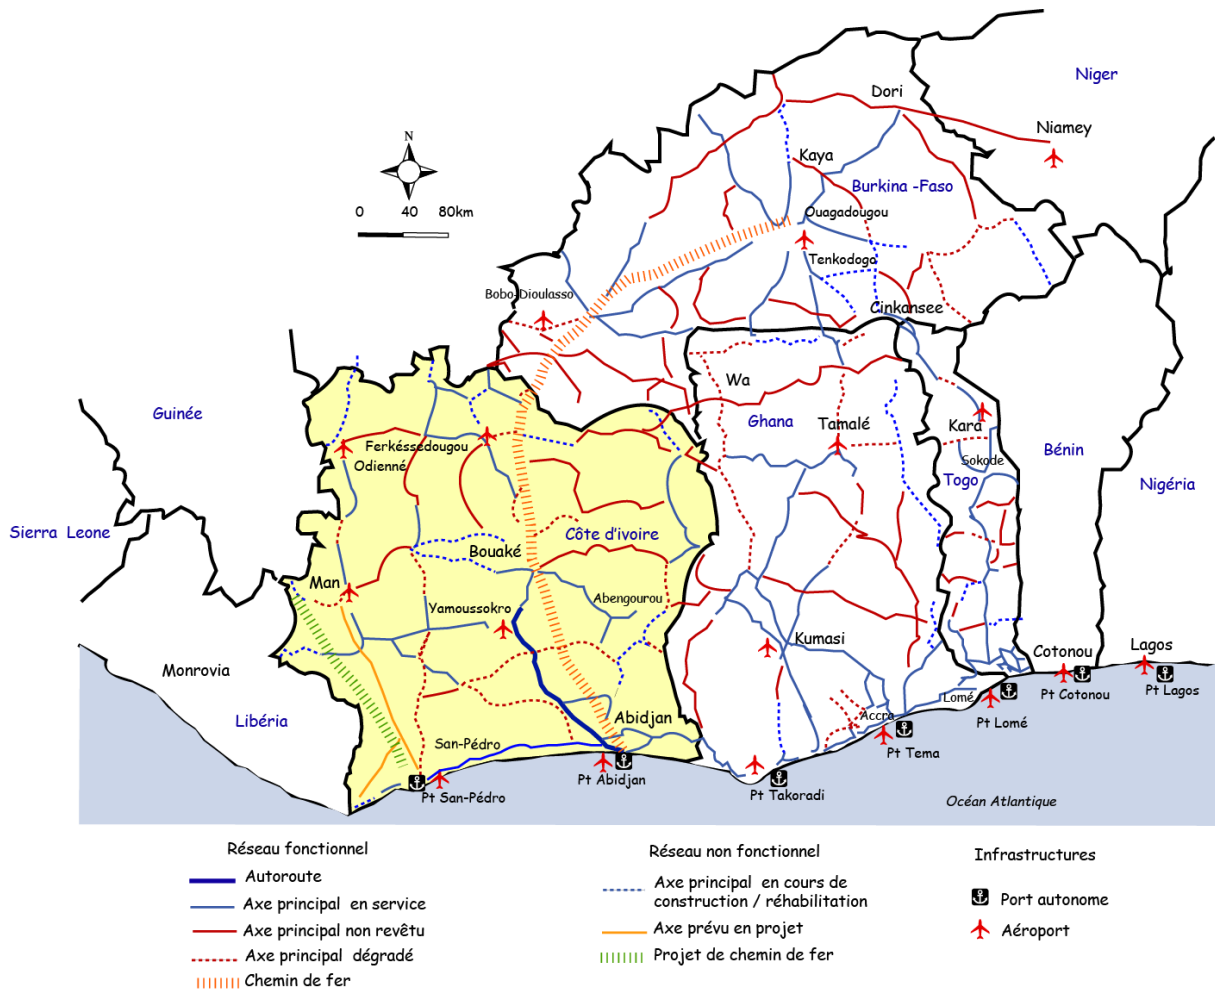 Niger
Dori
Niamey
N
Kaya
Burkina -Faso
0 40 80km
Ouagadougou
Tenkodogo
Bobo-Dioulasso
Cinkansee
Wa
Guinée
Ghana
Tamalé
Kara
Ferkéssédougou
Odienné
Sokode
Bénin
Togo
Nigéria
Sierra Leone
Côte d'ivoire
Bouaké
Man
Abengourou
Yamoussokro
Kumasi
Cotonou
Lagos
Monrovia
Pt Cotonou
Pt Lagos
Lomé
Libéria
Abidjan
Accra
Pt Lomé
San-Pédro
Pt Tema
Pt Abidjan
Pt San-Pédro
Pt Takoradi
Océan Atlantique
Réseau fonctionnel
Autoroute
Axe principal en service
Axe principal non revêtu
Axe principal dégradé
Chemin de fer
Réseau non fonctionnel
Axe principal en cours de
construction / réhabilitation
Axe prévu en projet
Projet de chemin de fer
Infrastructures
Port autonome
Aéroport